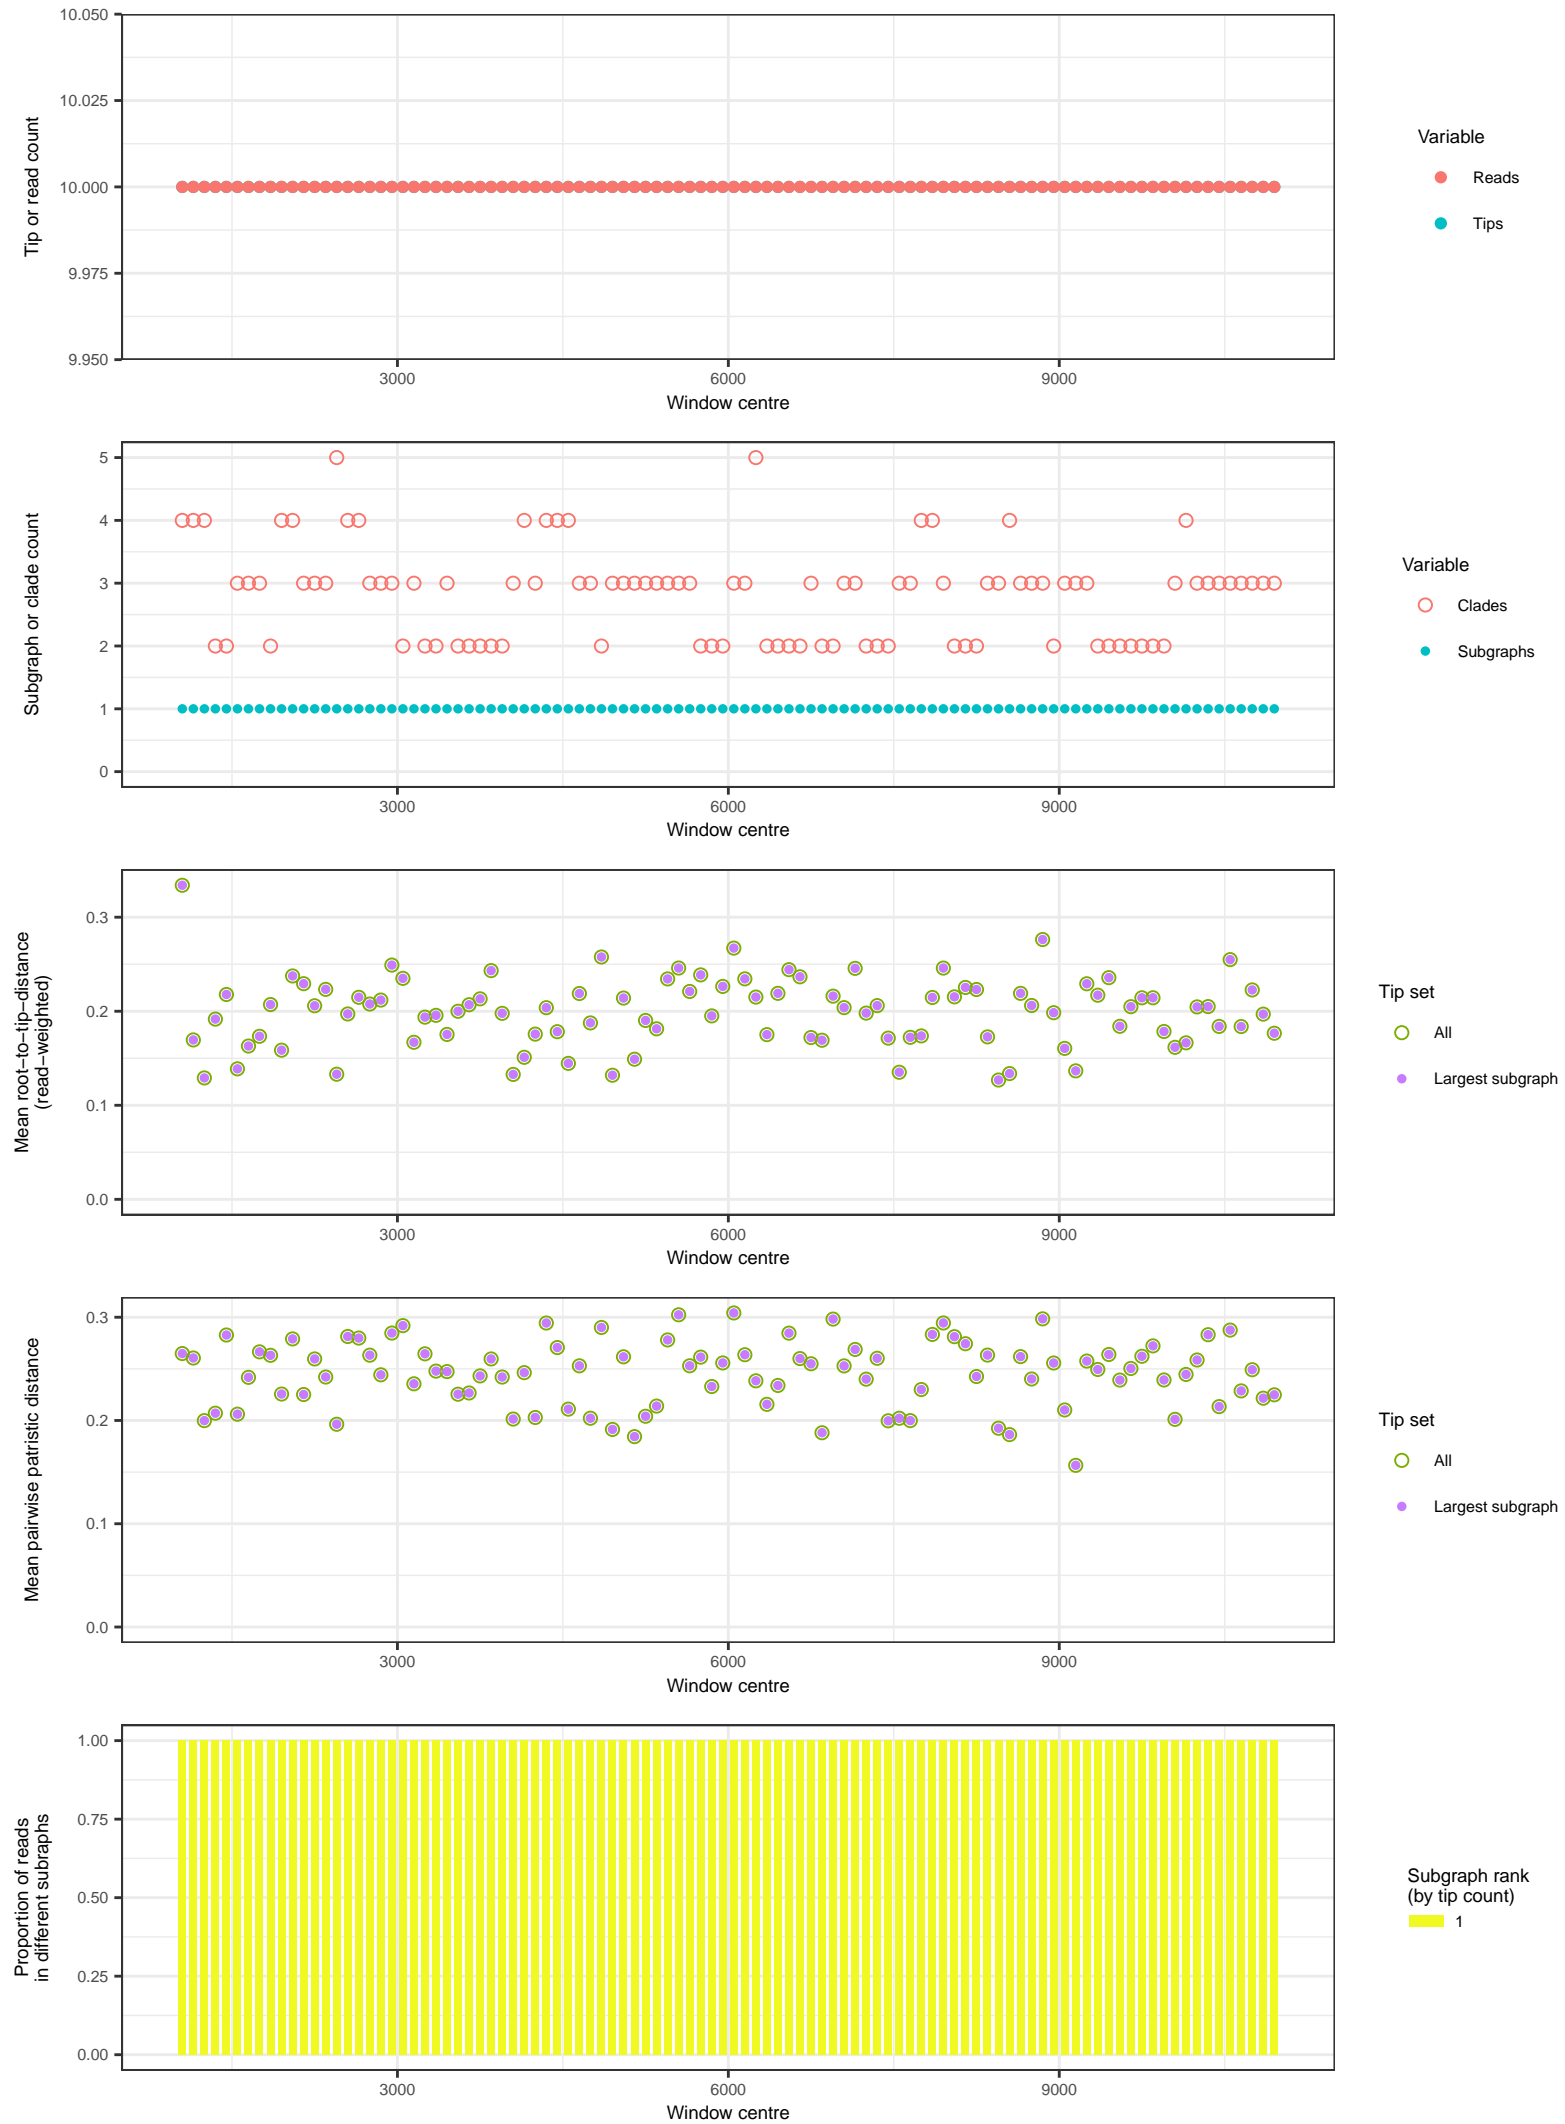 10.050
10.025
10.000
9.975
9.950
Tip or read count
3000
6000
9000
Window centre
Variable
Reads
Tips
5
4
3
2
1
0
Subgraph or clade count
3000
6000
9000
Window centre
Variable
Clades
Subgraphs
0.3
0.2
0.1
0.0
Mean root−to−tip−distance
(read−weighted)
3000
6000
9000
Window centre
Tip set
All
Largest subgraph
0.3
0.2
0.1
0.0
Mean pairwise patristic distance
3000
6000
9000
Window centre
Tip set
All
Largest subgraph
1.00
0.75
0.50
0.25
0.00
Proportion of reads
in different subraphs
3000
6000
9000
Window centre
Subgraph rank
(by tip count)
1